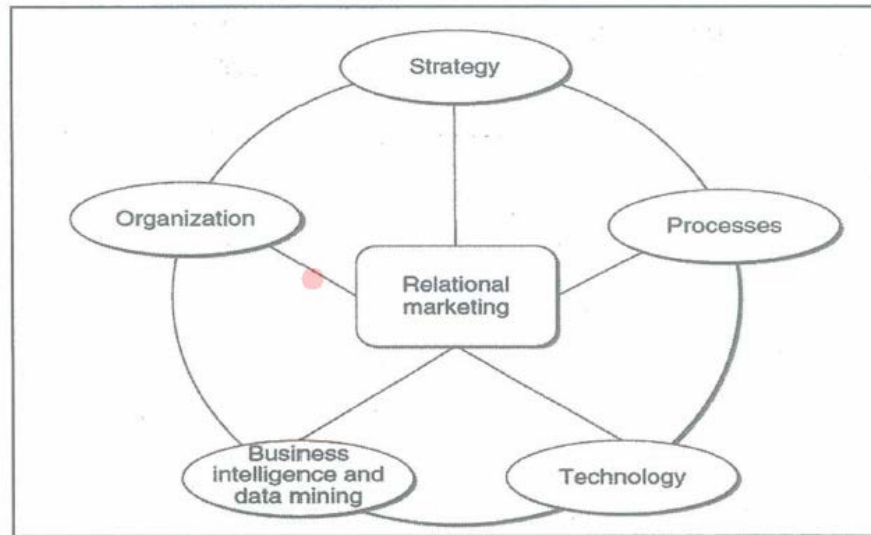 Strategy
Organization
Processes
Relational
marketing
Business
intelligence and
data mining
Technology